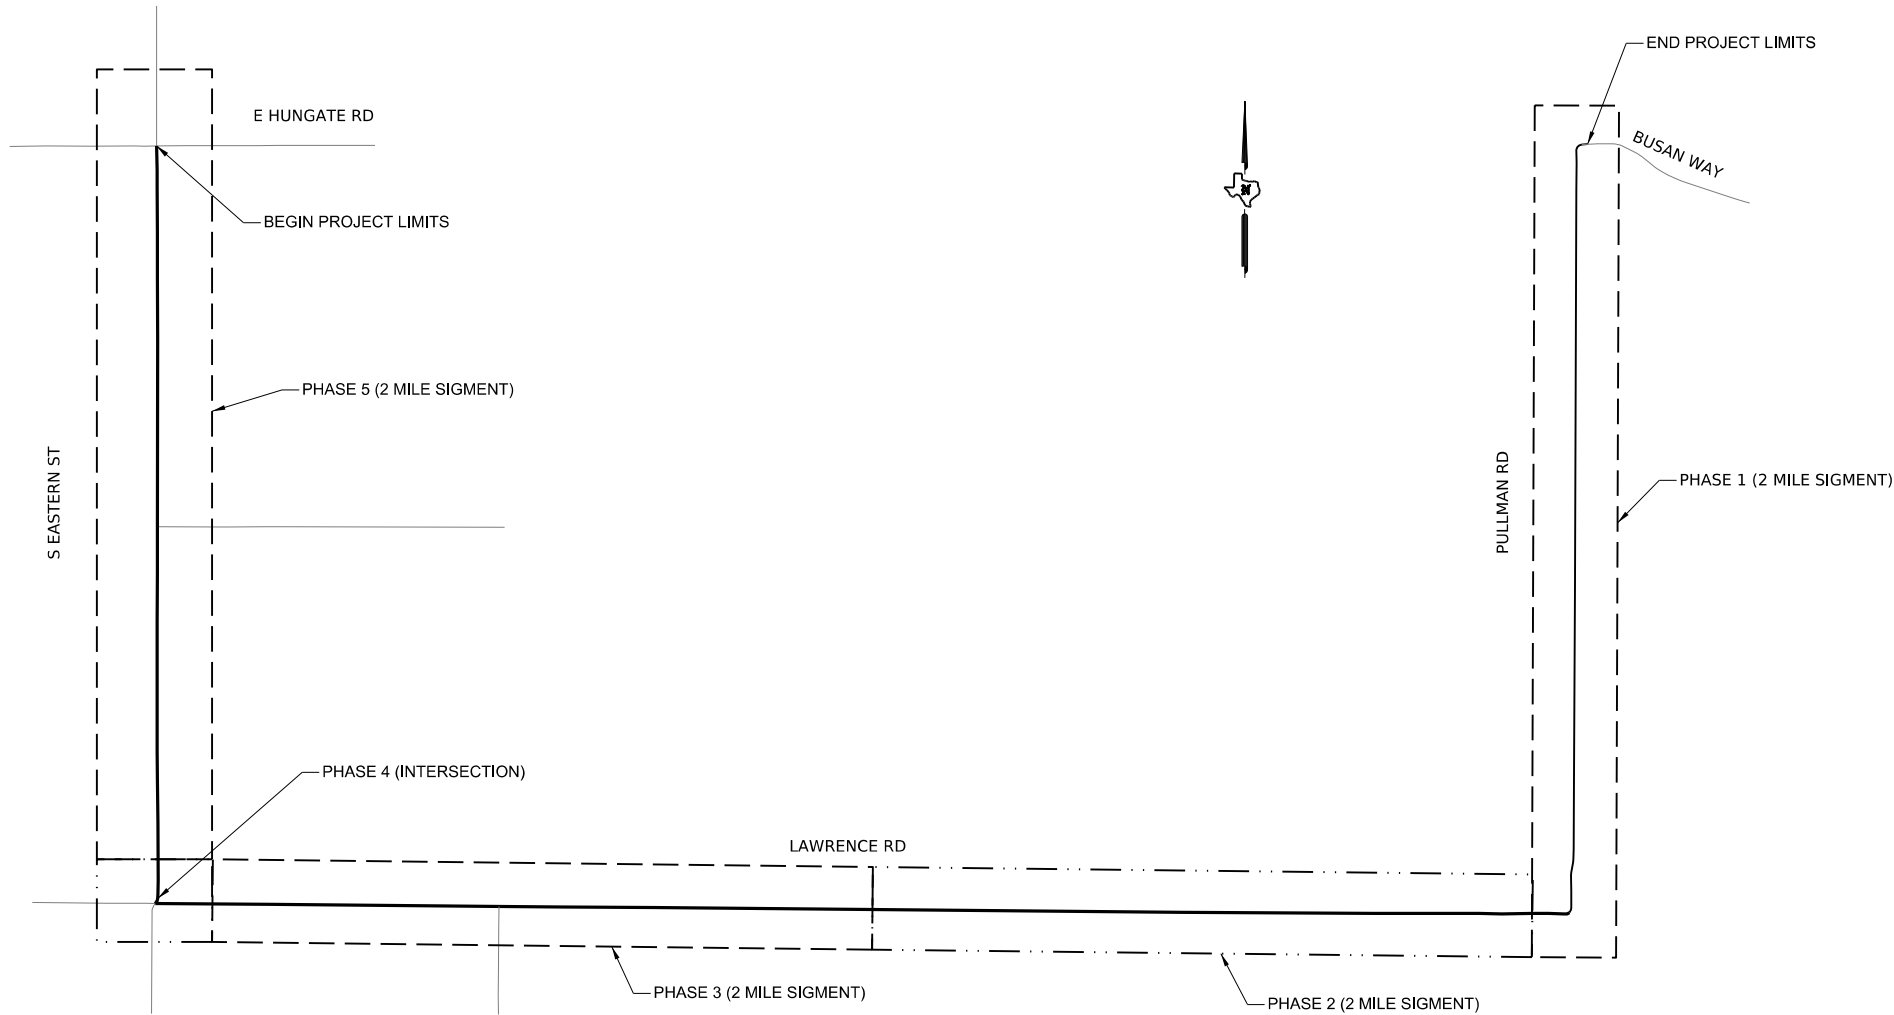 END PROJECT LIMITS
E HUNGATE RD
BUSAN WAY
BEGIN PROJECT LIMITS
PHASE 5 (2 MILE SIGMENT)
S EASTERN ST
PULLMAN RD
PHASE 1 (2 MILE SIGMENT)
PHASE 4 (INTERSECTION)
LAWRENCE RD
PHASE 3 (2 MILE SIGMENT)
PHASE 2 (2 MILE SIGMENT)